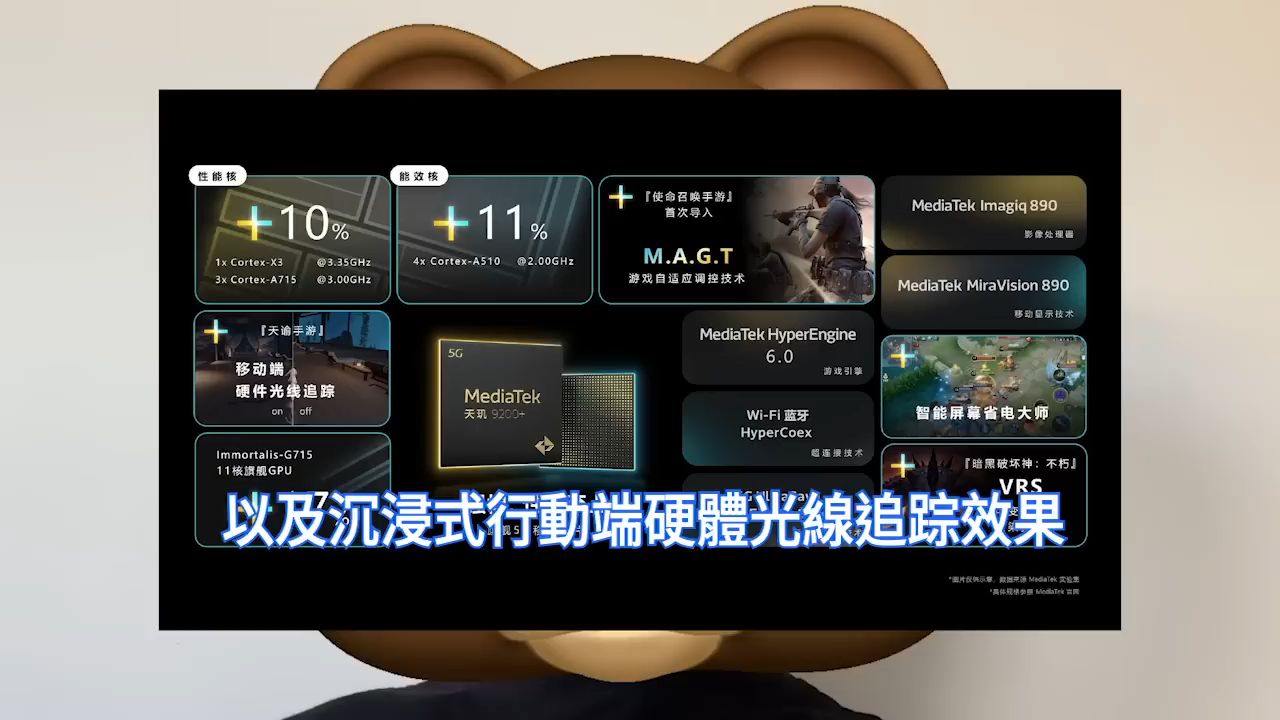 性能核
能效核
+10%
1x Cortex-X3 @3.35GHz
3x Cortex-A715 @3.00GHz
+11%
4x Cortex-A510 @2.00GHz
『使命召唤手游』
首次导入
M.A.G.T
游戏自适应调控技术
MediaTek Imagiq 890
影像处理器
MediaTek MiraVision 890
移动显示技术
『天谕手游』
移动端
硬件光线追踪
on off
5G
MediaTek
天玑 9200+
MediaTek HyperEngine
6.0
游戏引擎
Wi-Fi 蓝牙
HyperCoex
超连接技术
智能屏幕省电大师
Immortalis-G715
11核旗舰GPU
『暗黑破坏神：不朽』
VRS
以及沉浸式行動端硬體光線追踪效果
*图片仅供示意，数据来源 MediaTek 实验室
*具体规格参照 MediaTek 官网